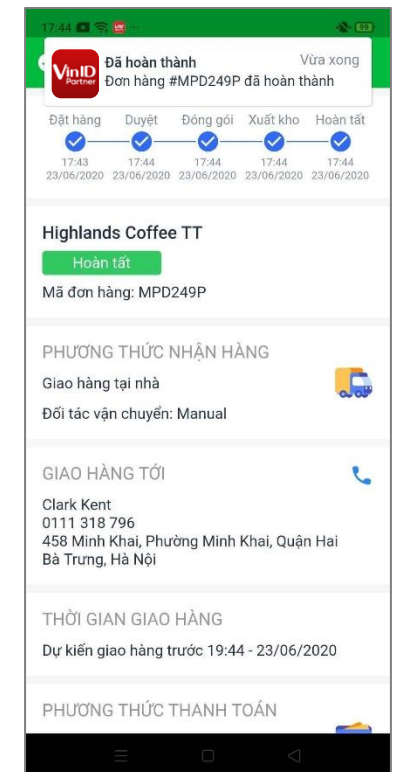 17:44
99
VinID
Partner
Đã hoàn thành
Vừa xong
Đơn hàng #MPD249P đã hoàn thành
Đặt hàng Duyệt Đóng gói Xuất kho Hoàn tất
17:43 17:44 17:44 17:44 17:44
23/06/2020 23/06/2020 23/06/2020 23/06/2020 23/06/2020
Highlands Coffee TT
Hoàn tất
Mã đơn hàng: MPD249P
PHƯƠNG THỨC NHẬN HÀNG
Giao hàng tại nhà
Đối tác vận chuyển: Manual
GIAO HÀNG TỚI
Clark Kent
0111 318 796
458 Minh Khai, Phường Minh Khai, Quận Hai
Bà Trưng, Hà Nội
THỜI GIAN GIAO HÀNG
Dự kiến giao hàng trước 19:44 - 23/06/2020
PHƯƠNG THỨC THANH TOÁN